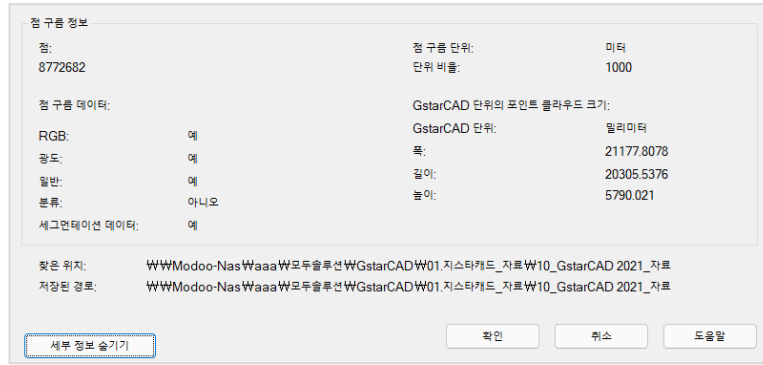 점 구름 정보
점: 점 구름 단위: 미터
8772682 단위 비율: 1000
점 구름 데이터: GstarCAD 단위의 포인트 클라우드 크기:
RGB: 예 GstarCAD 단위: 밀리미터
광도: 예 폭: 21177.8078
일반: 예 길이: 20305.5376
분류: 아니오 높이: 5790.021
세그먼테이션 데이터: 예
찾은 위치: ₩₩Modoo-Nas₩aaa₩모두솔루션₩GstarCAD₩01.지스타캐드_자료₩10_GstarCAD 2021_자료
저장된 경로: ₩₩Modoo-Nas₩aaa₩모두솔루션₩GstarCAD₩01.지스타캐드_자료₩10_GstarCAD 2021_자료
세부 정보 숨기기 확인 취소 도움말